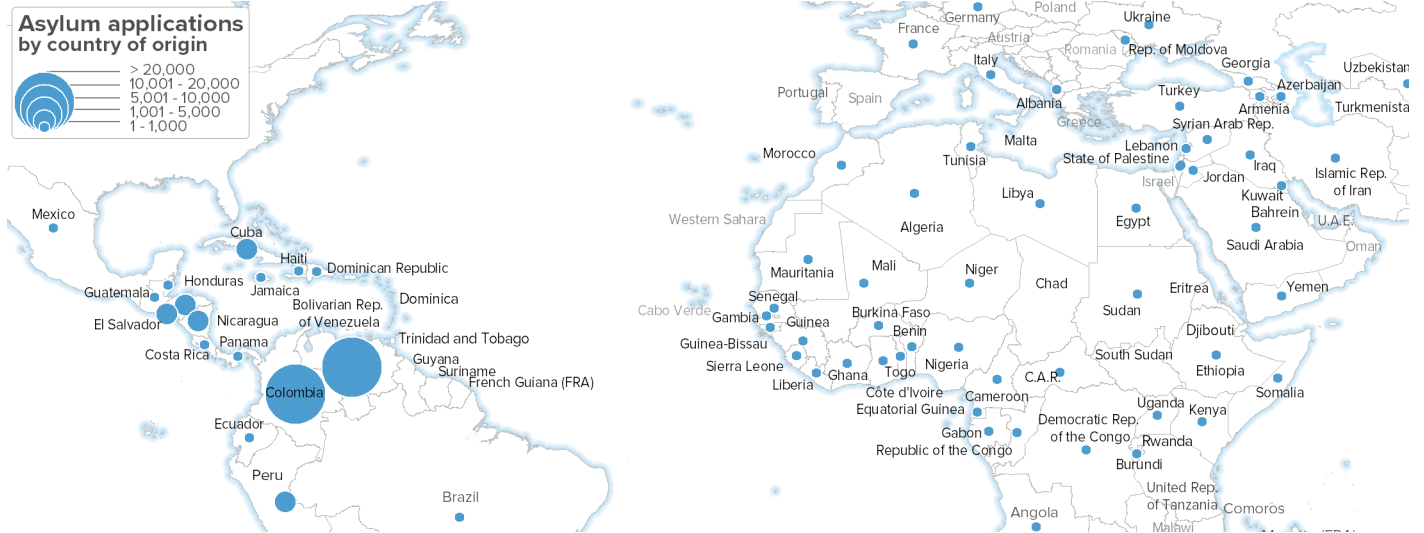 Asylum applications
by country of origin
> 20,000
10,001 - 20,000
5,001 - 10,000
1,001 - 5,000
1 - 1,000
Mexico
Cuba
Haiti
Dominican Republic
Honduras
Guatemala
Jamaica
Dominica
Bolivarian Rep.
of Venezuela
El Salvador
Nicaragua
Costa Rica
Panama
Trinidad and Tobago
Guyana
Suriname
French Guiana (FRA)
Colombia
Ecuador
Peru
Brazil
Poland
Germany
Ukraine
France
Austria
Romania
Rep. of Moldova
Italy
Georgia
Uzbekistan
Portugal
Spain
Albania
Turkey
Azerbaijan
Armenia
Turkmenista
Greece
Syrian Arab Rep.
Malta
Lebanon
Morocco
Tunisia
State of Palestine
Iraq
Israel
Jordan
Islamic Rep.
of Iran
Libya
Kuwait
Bahrain
Western Sahara
Algeria
Egypt
U.A.E.
Saudi Arabia
Oman
Mauritania
Mali
Niger
Chad
Eritrea
Yemen
Cabo Verde
Senegal
Gambia
Guinea
Burkina Faso
Sudan
Benin
Djibouti
Guinea-Bissau
Sierra Leone
Nigeria
South Sudan
Ethiopia
Liberia
Ghana
Togo
C.A.R.
Somalia
Côte d'Ivoire
Cameroon
Equatorial Guinea
Uganda
Kenya
Democratic Rep.
of the Congo
Gabon
Republic of the Congo
Rwanda
Burundi
United Rep.
of Tanzania
Angola
Comoros
Malawi